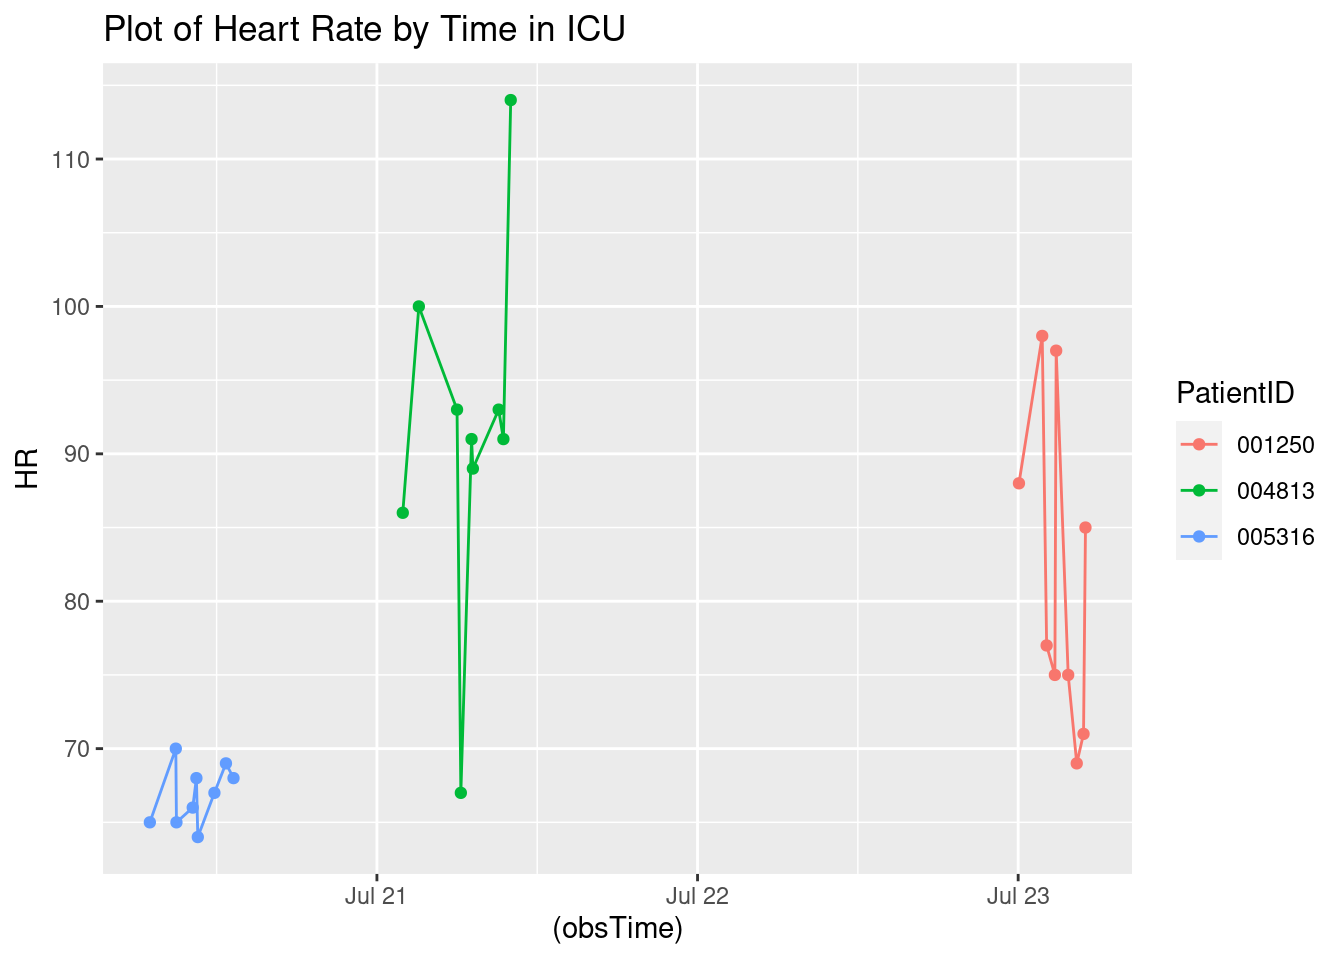 Plot of Heart Rate by Time in ICU
110
100
90
80
70
HR
Jul 21
Jul 22
Jul 23
(obsTime)
PatientID
001250
004813
005316